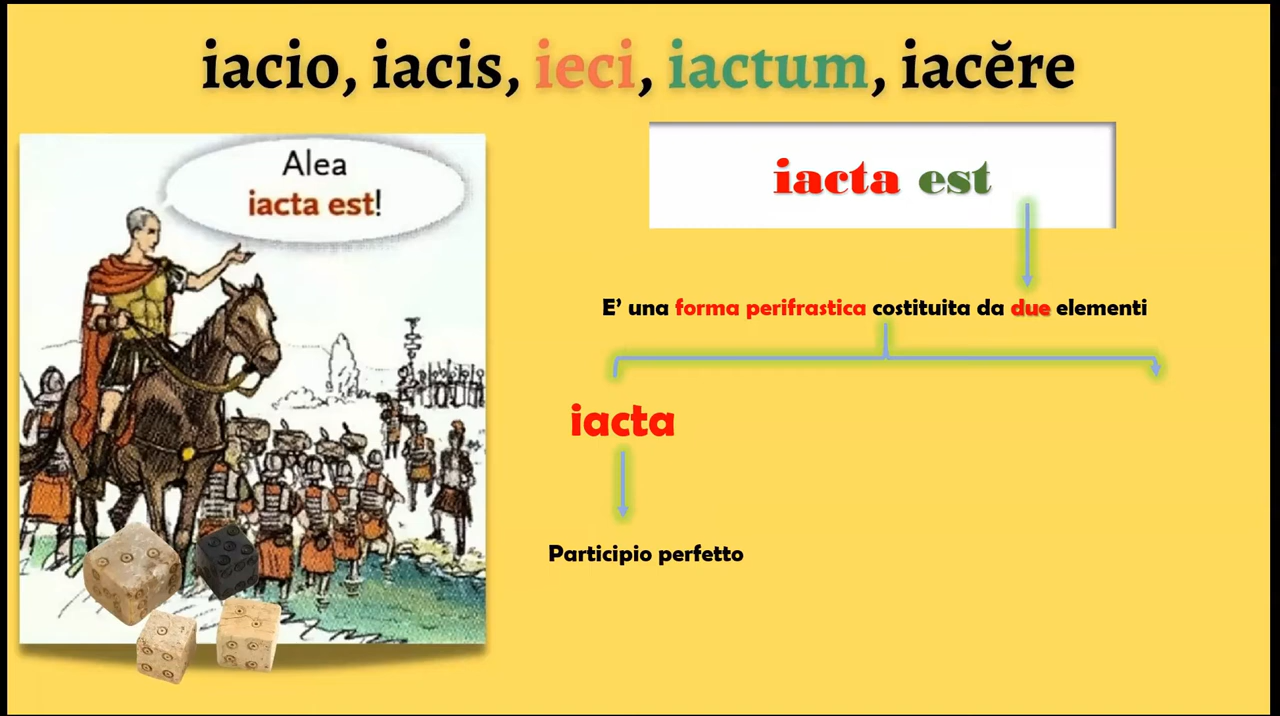 iacio, iacis, ieci, iactum, iacĕre
Alea
iacta est!
iacta est
E' una forma perifrastica costituita da due elementi
iacta
Participio perfetto